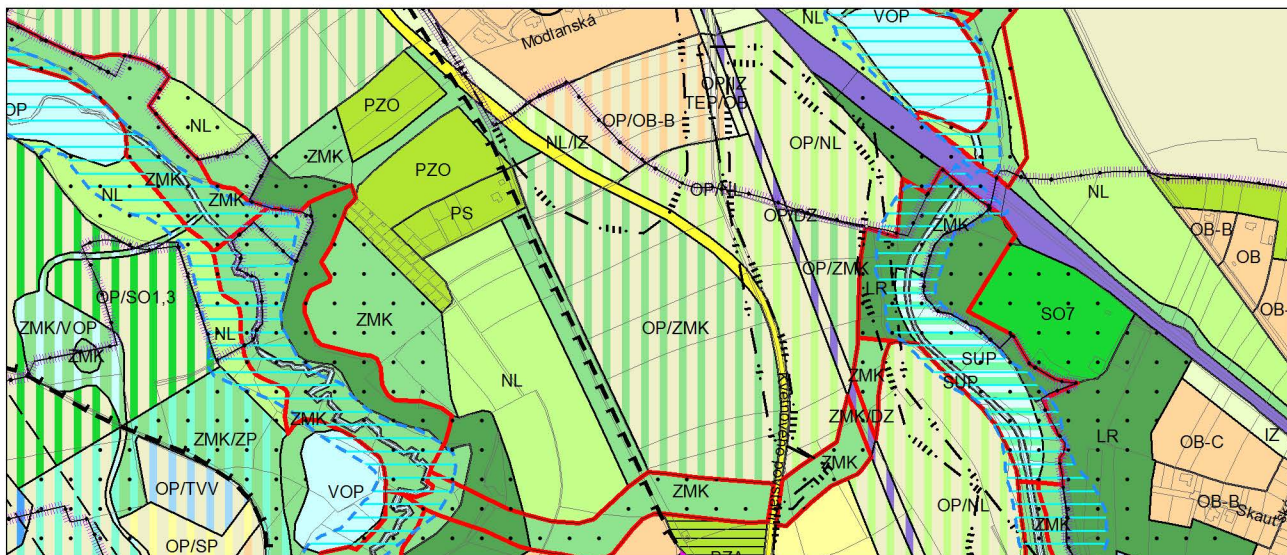 Modlanská
NL
VOP
OP
PZO
OP/IZ
TEP/OB
OP/OB-B
NL
ZMK
NL/IZ
OP/NL
PZO
ZMK
NL
ZMK
OP/NL
NL
PS
OP/DZ
ZMK
OB-B
OB
OP/SO1,3
OP/ZMK
LR
OB-
ZMK/VOP
ZMK
NL
ZMK
OP/ZMK
SO7
NL
SUP
SUP
ZMK
ZMK
ZMK/DZ
ZMK/ZP
LR
IZ
OB-C
ZMK
OP/TVV
VOP
ZMK
OP/NL
OB-B
ZMK
OP/SP